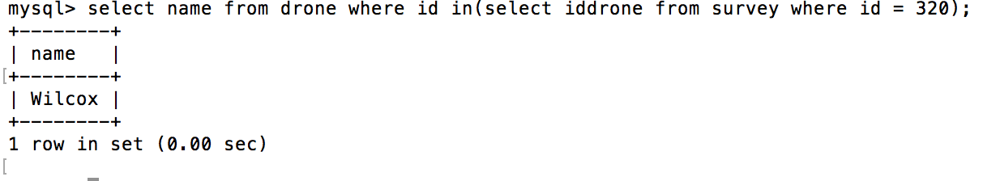 mysql> select name from drone where id in(select iddrone from survey where id = 320);
+--------+
| name   |
[+--------+
| Wilcox |
+--------+
1 row in set (0.00 sec)
[